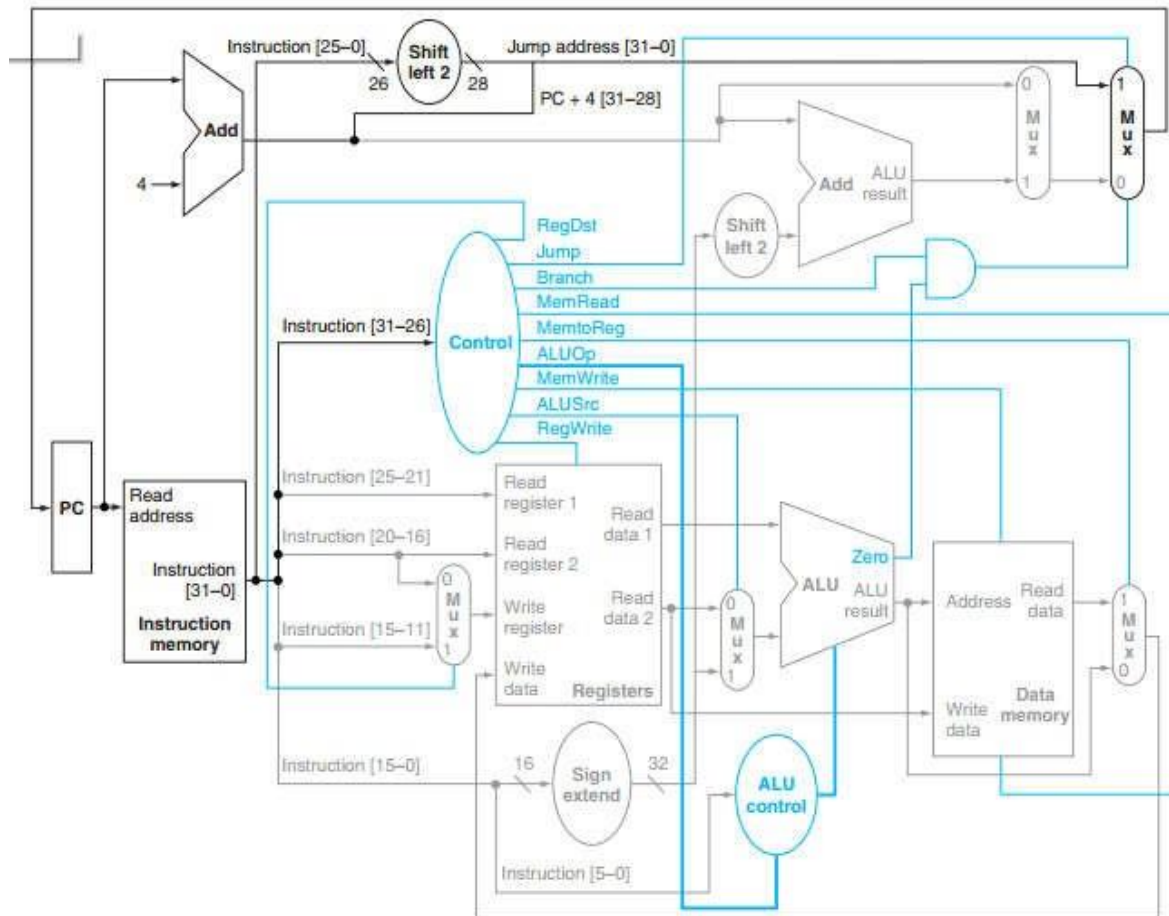 Instruction [25–0]
Shift
left 2
Jump address [31–0]
26
28
PC + 4 [31–28]
Add
4
0
M
u
x
1
1
M
u
x
0
Add
ALU
result
Shift
left 2
RegDst
Jump
Branch
MemRead
MemtoReg
ALUOp
MemWrite
ALUSrc
RegWrite
Instruction [31–26]
Control
PC
Read
address
Instruction
[31–0]
Instruction
memory
Instruction [25–21]
Instruction [20–16]
Instruction [15–11]
0
M
u
x
1
Read
register 1
Read
register 2
Write
register
Write
data
Read
data 1
Read
data 2
Registers
0
M
u
x
1
Zero
ALU
ALU
result
Address
Read
data
Write
data
Data
memory
1
M
u
x
0
Instruction [15–0]
16
Sign
extend
32
ALU
control
Instruction [5–0]